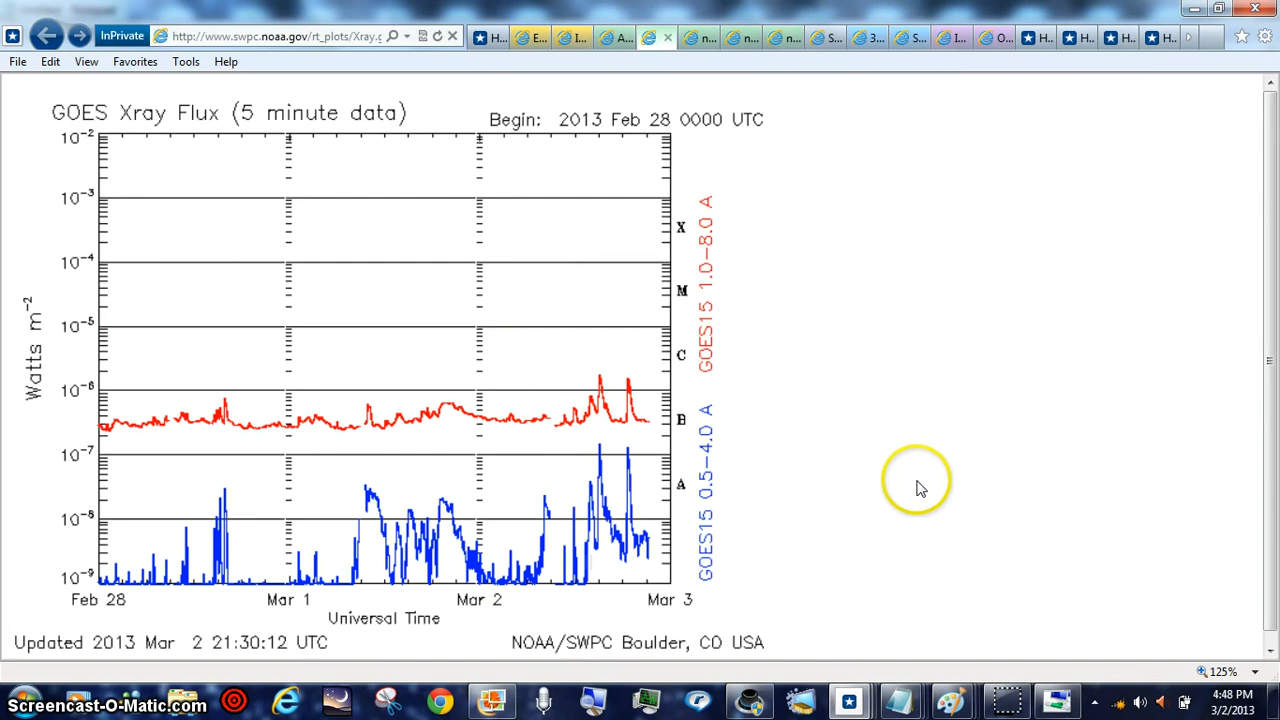 InPrivate
http://www.swpc.noaa.gov/rt_plots/Xray.g
H..
E...
I...
A...
n...
n...
n...
S...
3...
S...
I...
O...
H..
H..
H..
H..
File Edit View Favorites Tools Help
GOES Xray Flux (5 minute data)
Begin: 2013 Feb 28 0000 UTC
10-2
10-3
10-4
10-5
10-6
10-7
10-8
10-9
Watts m-2
X
M
C
B
A
GOES15 1.0-8.0 A
GOES15 0.5-4.0 A
Feb 28 Mar 1 Mar 2 Mar 3
Universal Time
Updated 2013 Mar 2 21:30:12 UTC
NOAA/SWPC Boulder, CO USA
125%
Screencast-O-Matic.com
4:48 PM
3/2/2013